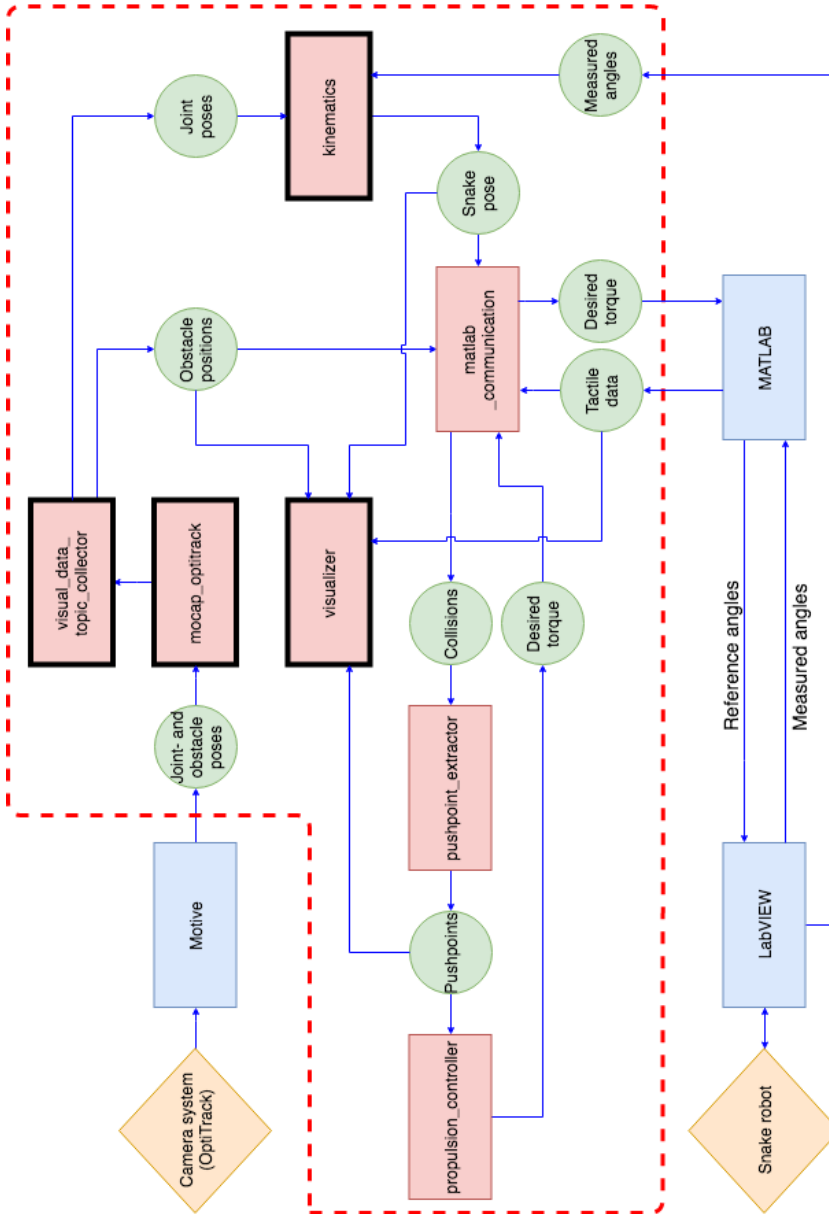 Camera system
(OptiTrack)
Motive
Joint- and
obstacle
poses
mocap_optitrack
visual_data_
topic_collector
Obstacle
positions
Joint
poses
kinematics
visualizer
Snake
pose
Measured
angles
propulsion_controller
Pushpoints
pushpoint_extractor
Collisions
matlab
_communication
Desired
torque
Tactile
data
Desired
torque
Snake robot
LabVIEW
Reference angles
Measured angles
MATLAB